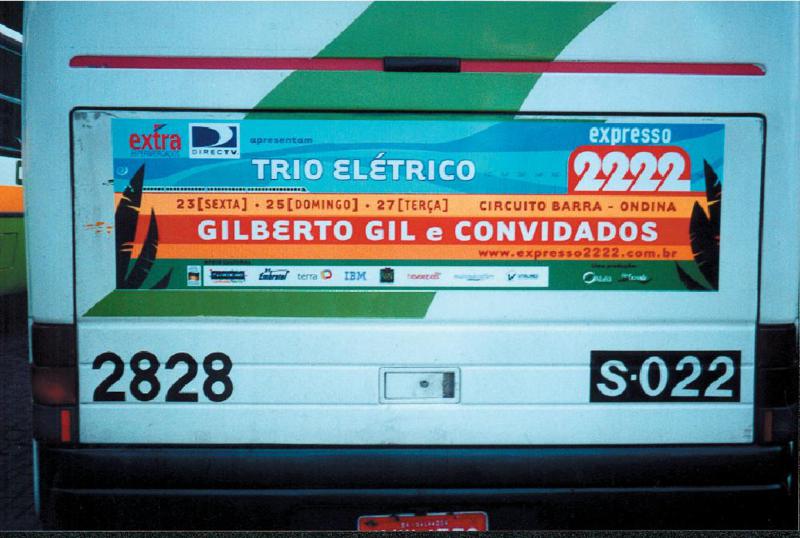 extra
DIRECTV
apresentam
expresso
2222
TRIO ELÉTRICO
23[SEXTA] · 25[DOMINGO] · 27[TERÇA] CIRCUITO BARRA - ONDINA
GILBERTO GIL e CONVIDADOS
www.expresso2222.com.br
Embratel terra IBM
2828
S·022